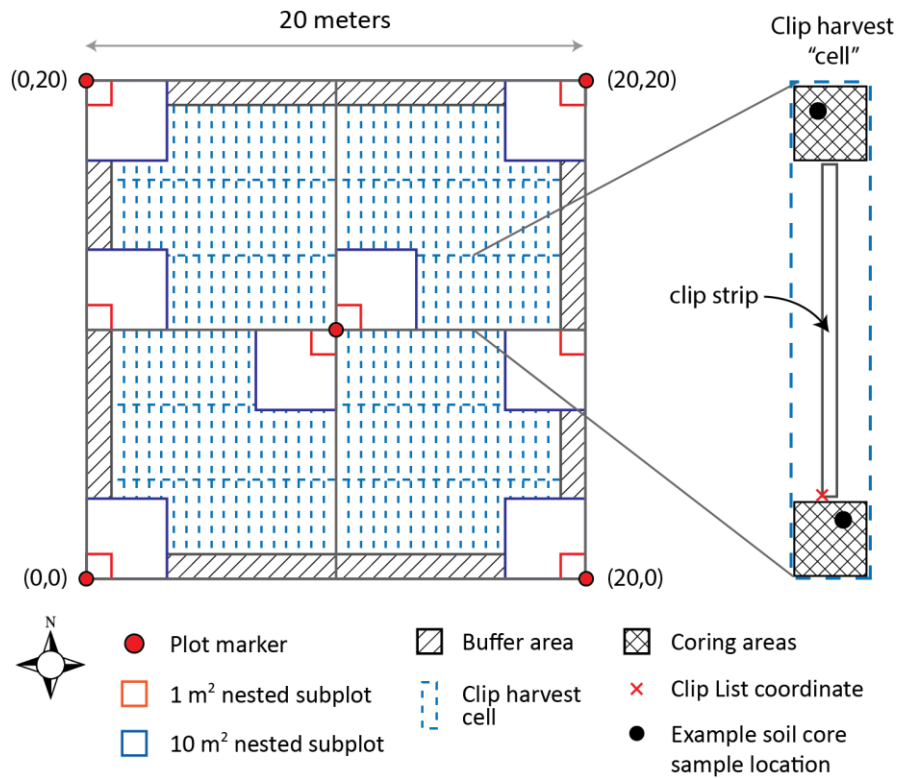 20 meters
Clip harvest
“cell”
(0,20)
(20,20)
clip strip
(0,0)
(20,0)
N
Plot marker
Buffer area
Coring areas
1 m² nested subplot
Clip harvest
cell
Clip List coordinate
10 m² nested subplot
Example soil core
sample location